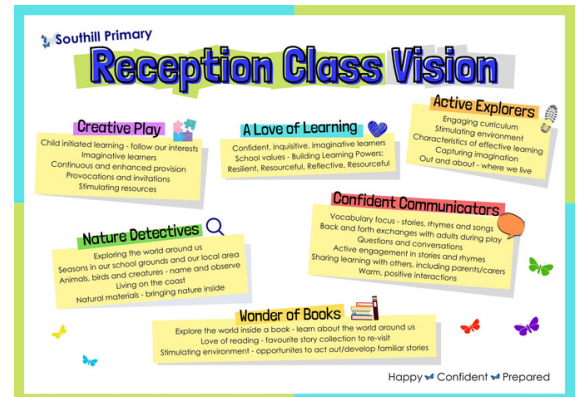 Southill Primary
Reception Class Vision
Creative Play
Child initiated learning - follow our interests
Imaginative learners
Continuous and enhanced provision
Provocations and invitations
Stimulating resources
A Love of Learning
Confident, inquisitive, imaginative learners
School values - Building Learning Powers:
Resilient, Resourceful, Reflective, Resourceful
Active Explorers
Engaging curriculum
Stimulating environment
Characteristics of effective learning
Capturing imagination
Out and about - where we live
Nature Detectives
Exploring the world around us
Seasons in our school grounds and our local area
Animals, birds and creatures - name and observe
Living on the coast
Natural materials - bringing nature inside
Confident Communicators
Vocabulary focus - stories, rhymes and songs
Back and forth exchanges with adults during play
Questions and conversations
Active engagement in stories and rhymes
Sharing learning with others, including parents/carers
Warm, positive interactions
Wonder of Books
Explore the world inside a book - learn about the world around us
Love of reading - favourite story collection to re-visit
Stimulating environment - opportunites to act out/develop familiar stories
Happy Confident Prepared